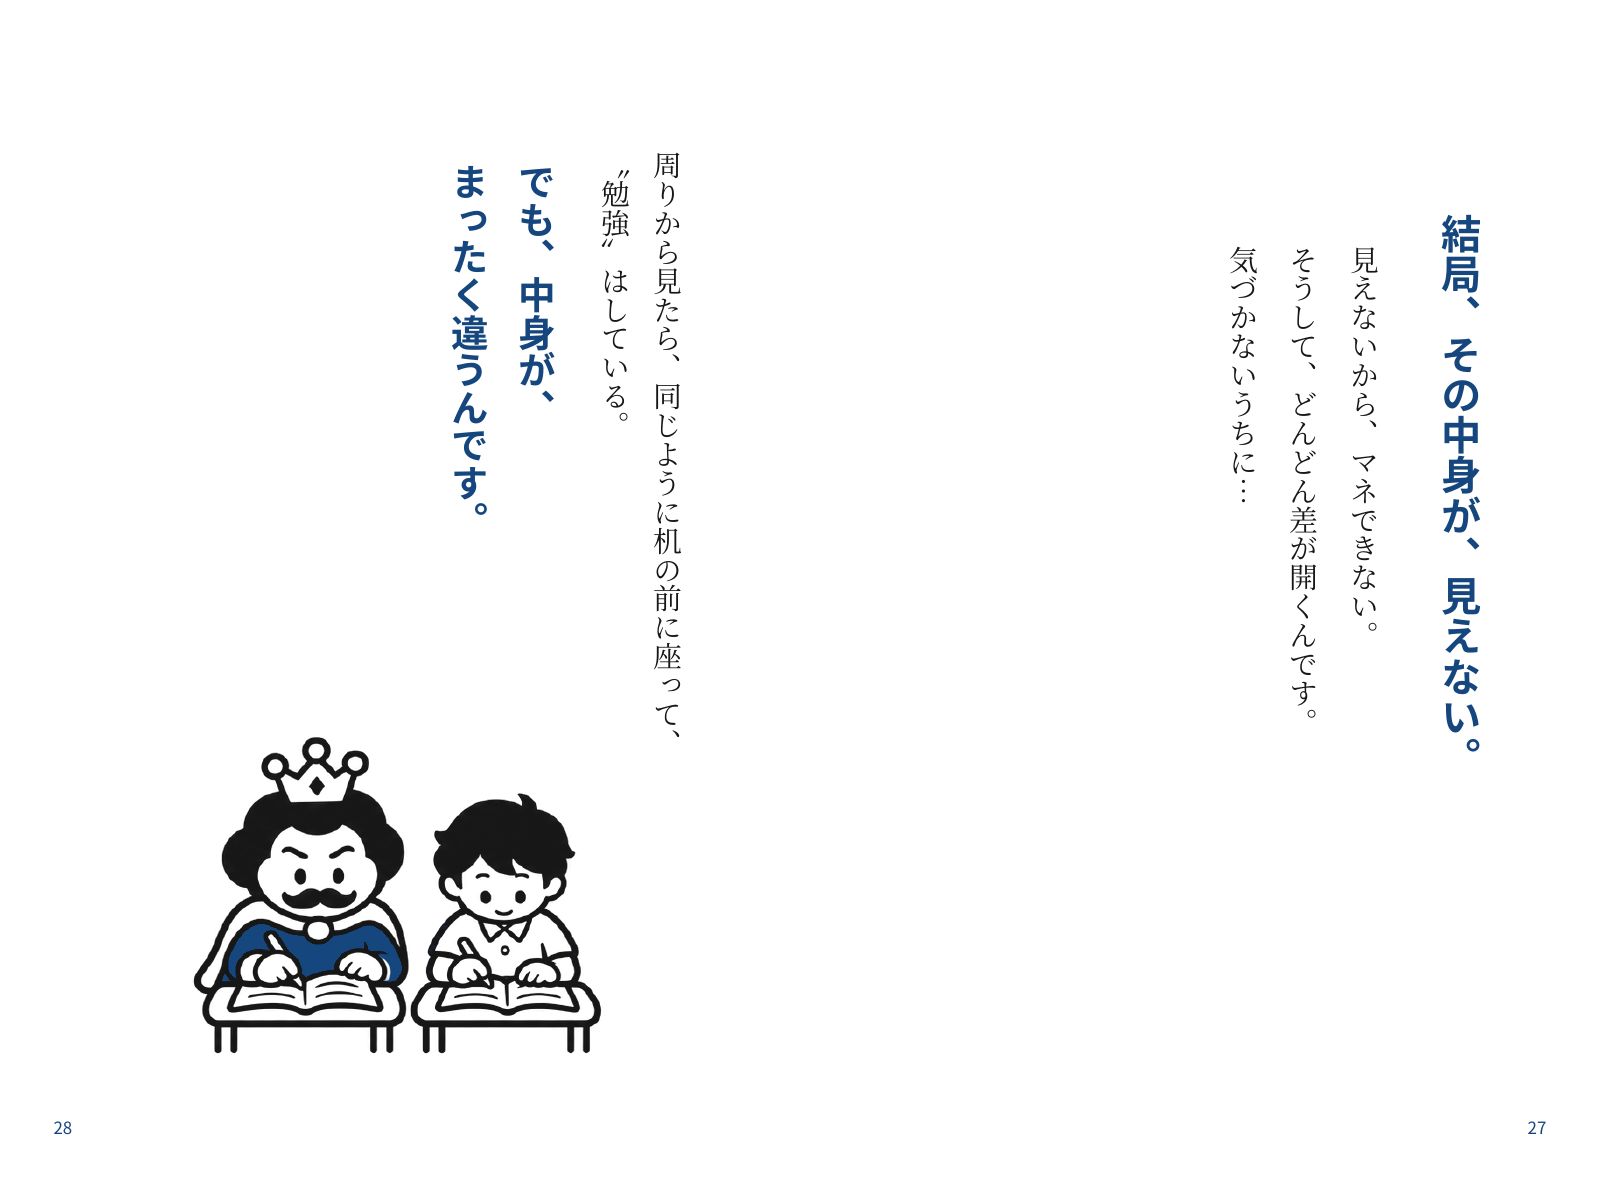 結局、その中身が、見えない。
見えないから、マネできない。
そうして、どんどん差が開くんです。
気づかないうちに…
27
周りから見たら、同じように机の前に座って、
〝勉強〟はしている。
でも、中身が、
まったく違うんです。
28